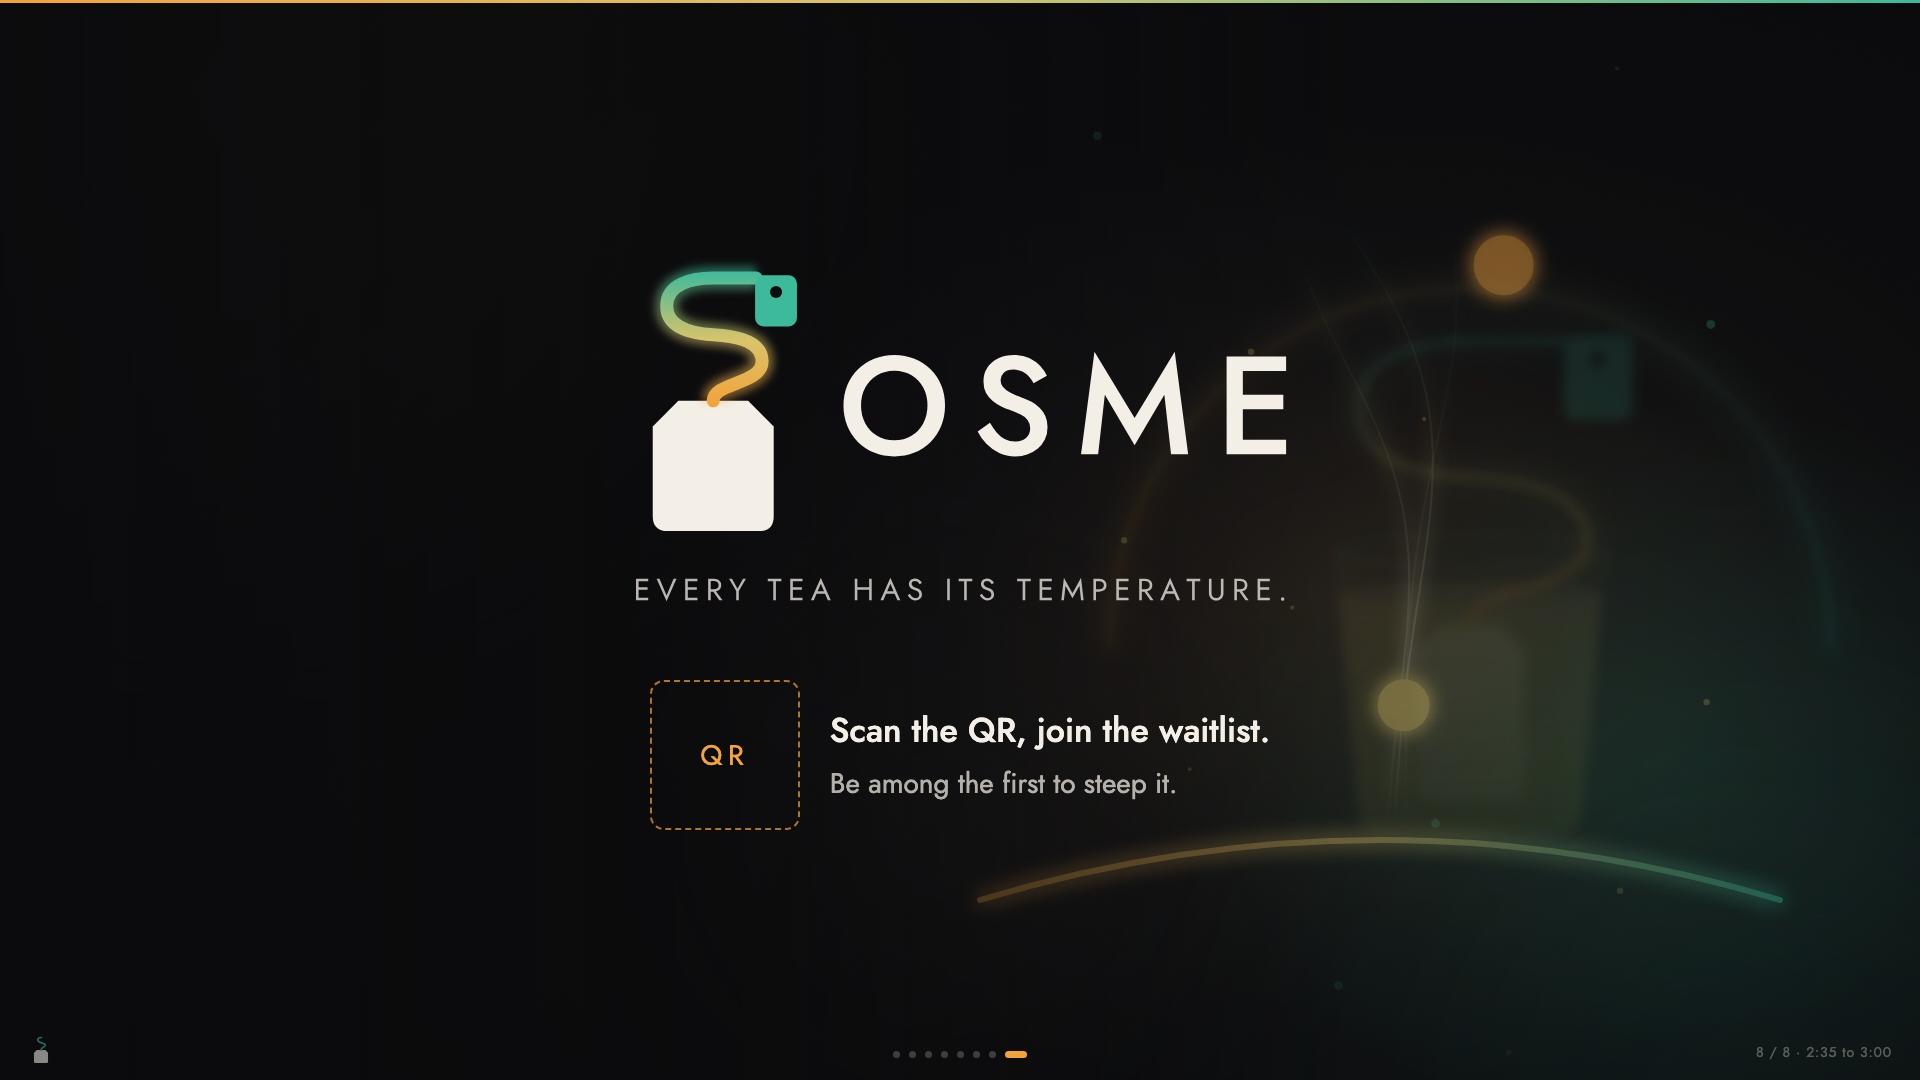 OSME
EVERY TEA HAS ITS TEMPERATURE.
QR
Scan the QR, join the waitlist.
Be among the first to steep it.
8 / 8 · 2:35 to 3:00